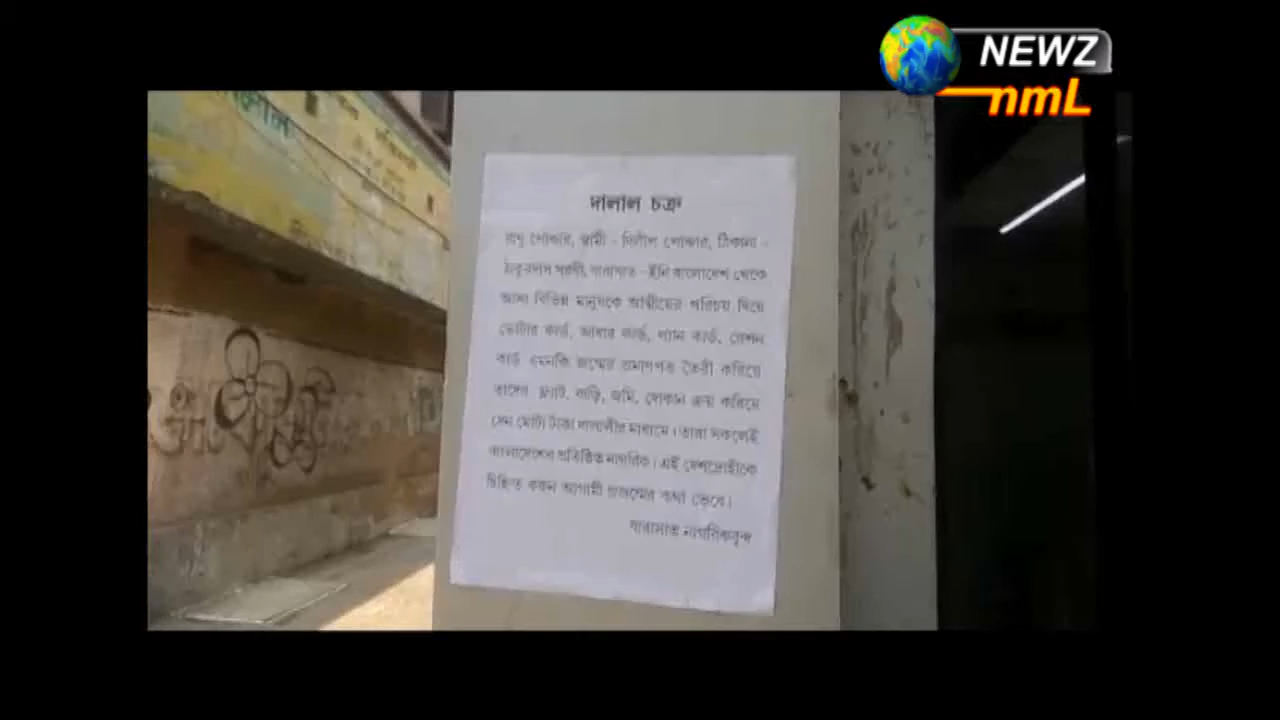 NEWZ
nmL
দালাল চক্র
পোদ্দার, স্বামী - দিলীপ পোদ্দার, ঠিকানা -
বারাসাত - ইনি বাংলাদেশ থেকে
আসা বিভিন্ন মানুষকে আত্মীয়ের পরিচয় দিয়ে
ভোটার কার্ড, আধার কার্ড, প্যান কার্ড, রেশন
কার্ড এমনকি জন্মের প্রমাণপত্র তৈরী করিয়ে
তাদের ফ্ল্যাট, বাড়ি, জমি, দোকান ক্রয় করিয়ে
দেন মোটা টাকা দালালীর মাধ্যমে। তারা সকলেই
বাংলাদেশের প্রতিষ্ঠিত নাগরিক। এই দেশদ্রোহীকে
চিহ্নিত করুন আগামী প্রজন্মের কথা ভেবে।
বারাসাত নাগরিকবৃন্দ